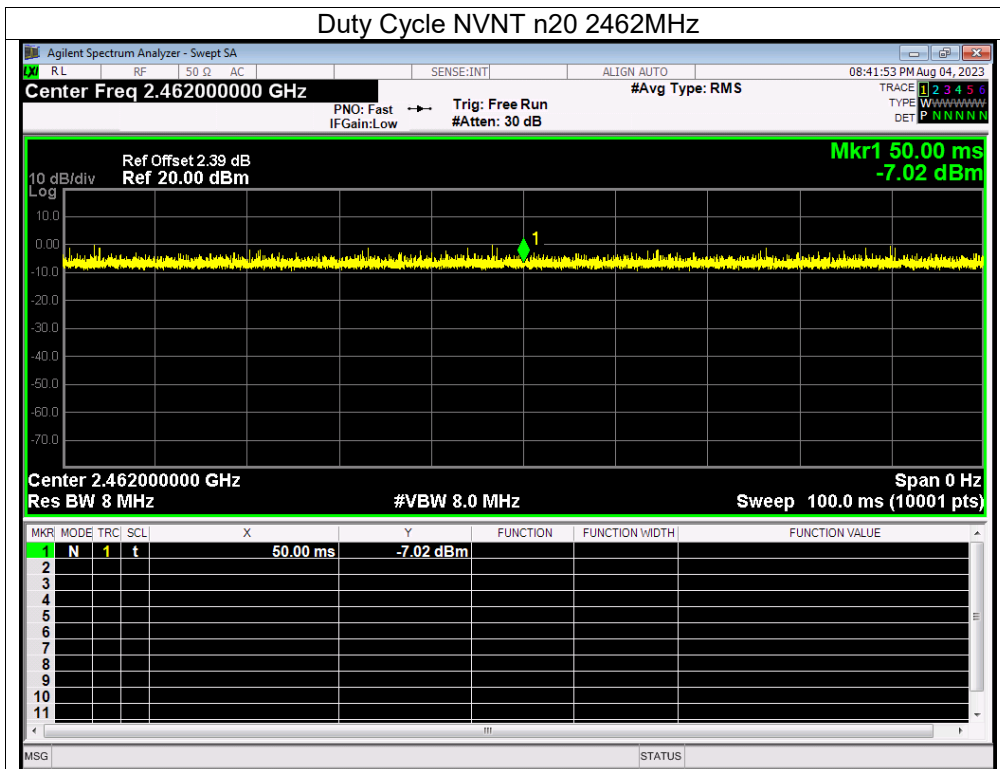 Duty Cycle NVNT n20 2462MHz
Agilent Spectrum Analyzer - Swept SA
LXI RL RF 50 Ω AC SENSE:INT ALIGN AUTO 08:41:53 PM Aug 04, 2023
Center Freq 2.462000000 GHz #Avg Type: RMS TRACE 1 2 3 4 5 6
PNO: Fast Trig: Free Run TYPE WWWWWW
IFGain:Low #Atten: 30 dB DET P N N N N N
Mkr1 50.00 ms
-7.02 dBm
Ref Offset 2.39 dB
10 dB/div Ref 20.00 dBm
Log
10.0
0.00
1
-10.0
-20.0
-30.0
-40.0
-50.0
-60.0
-70.0
Center 2.462000000 GHz Span 0 Hz
Res BW 8 MHz #VBW 8.0 MHz Sweep 100.0 ms (10001 pts)
MKR MODE TRC SCL X Y FUNCTION FUNCTION WIDTH FUNCTION VALUE
1 N 1 t 50.00 ms -7.02 dBm
2
3
4
5
6
7
8
9
10
11
MSG STATUS